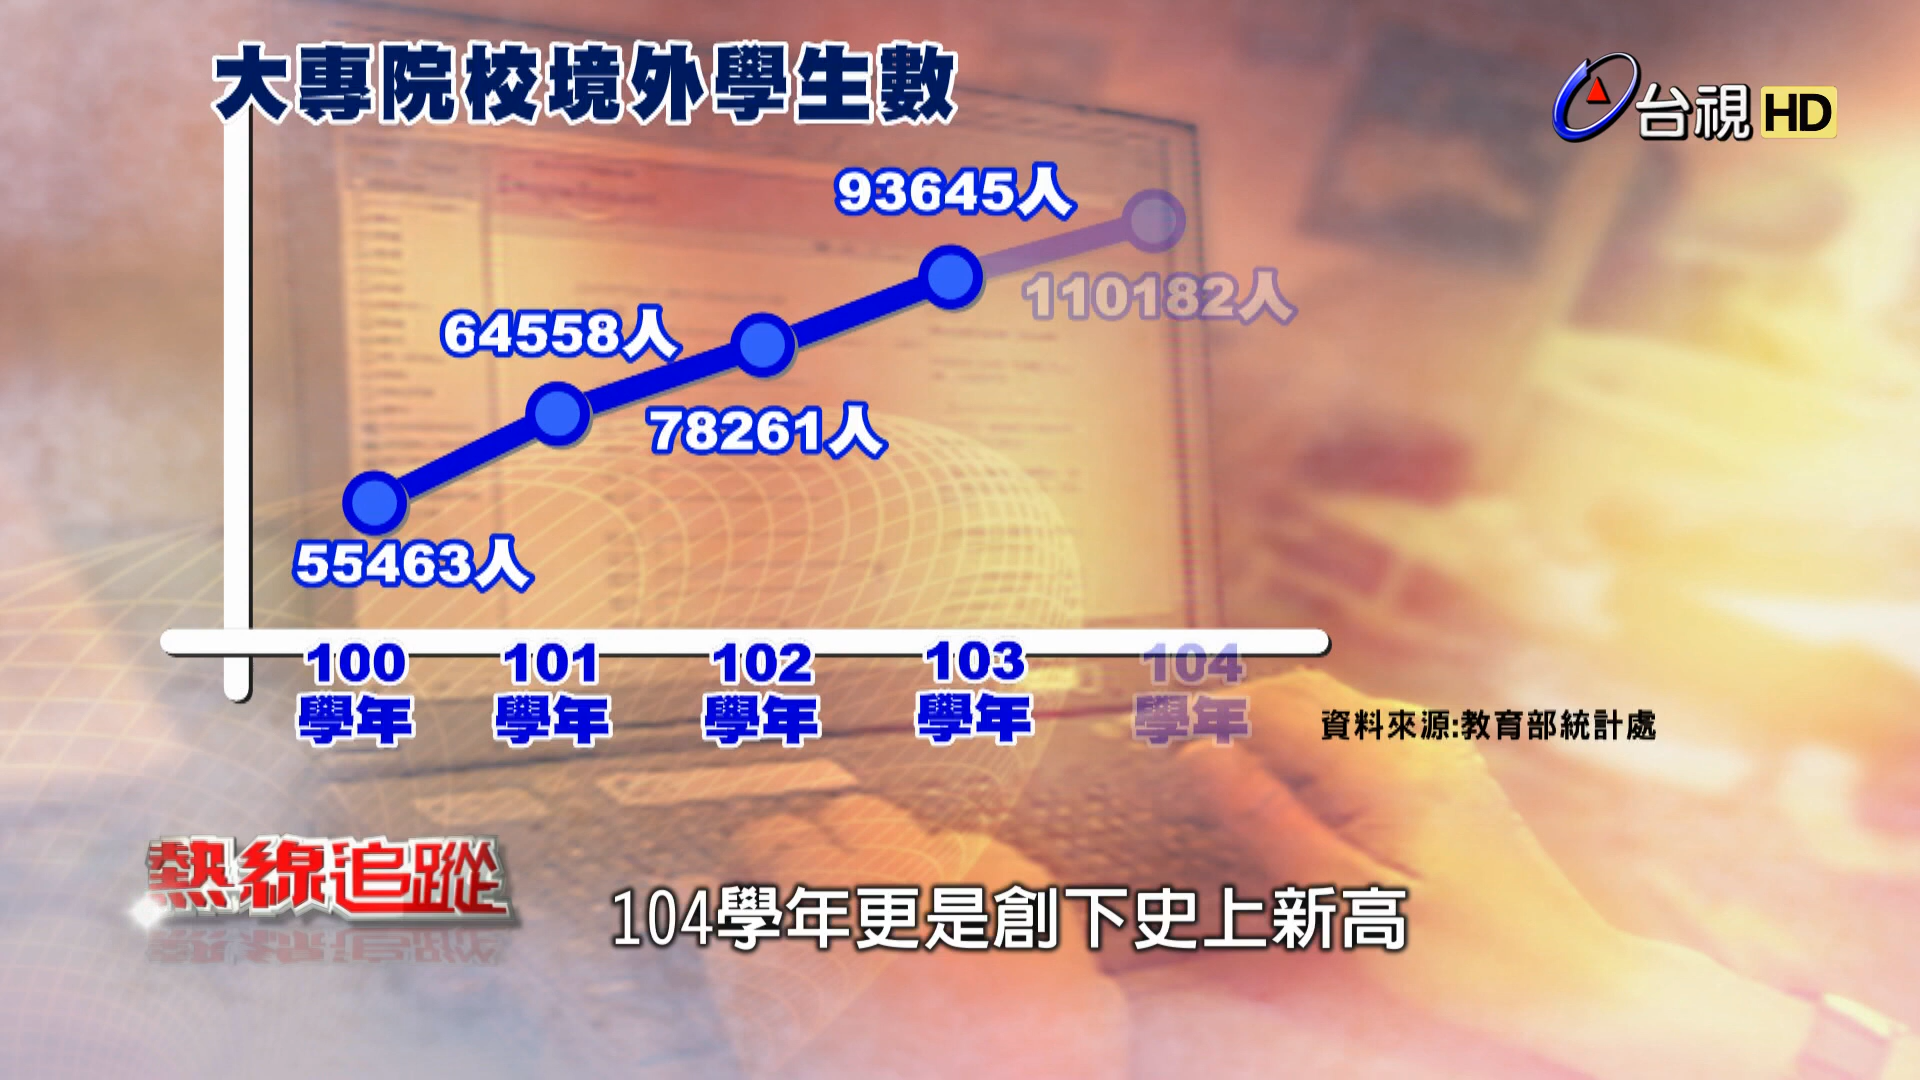 大專院校境外學生數
台視HD
93645人
110182人
64558人
78261人
55463人
100
學年
101
學年
102
學年
103
學年
104
學年
資料來源:教育部統計處
熱線追蹤
104學年更是創下史上新高